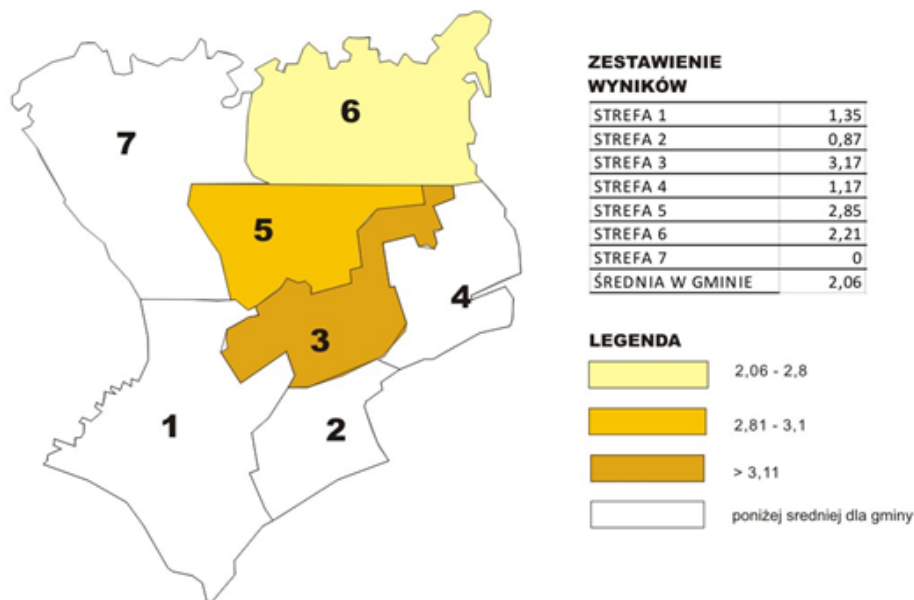 6
7
5
4
3
1
2
ZESTAWIENIE
WYNIKÓW
STREFA 1 1,35
STREFA 2 0,87
STREFA 3 3,17
STREFA 4 1,17
STREFA 5 2,85
STREFA 6 2,21
STREFA 7 0
ŚREDNIA W GMINIE 2,06
LEGENDA
2,06 - 2,8
2,81 - 3,1
> 3,11
poniżej sredniej dla gminy